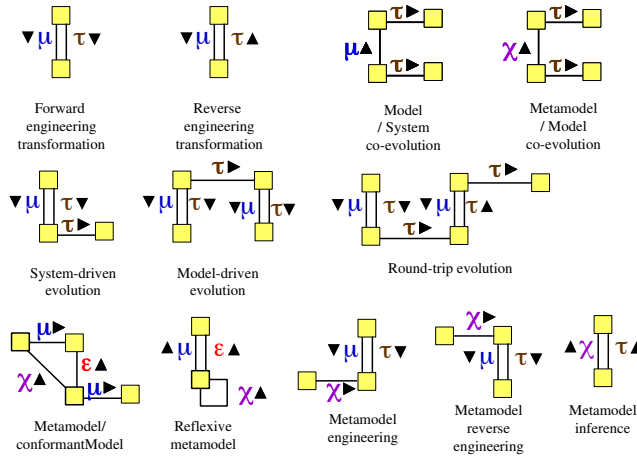 ▼μ τ▼
▼μ τ▲
τ▶
μ▲
τ▶
τ▶
χ▲
τ▶
Forward
engineering
transformation
Reverse
engineering
transformation
Model
/ System
co-evolution
Metamodel
/ Model
co-evolution
▼μ τ▼
τ▶
τ▶
▼μ τ▼
▼μ τ▼
τ▶
▼μ τ▼
▼μ τ▲
τ▶
System-driven
evolution
Model-driven
evolution
Round-trip evolution
μ▶
ε▲
χ▲
μ▶
▲μ ε▲
χ▲
▼μ τ▼
χ▶
χ▶
▼μ τ▼
▲χ τ▼
Metamodel/
conformantModel
Reflexive
metamodel
Metamodel
engineering
Metamodel
reverse
engineering
Metamodel
inference